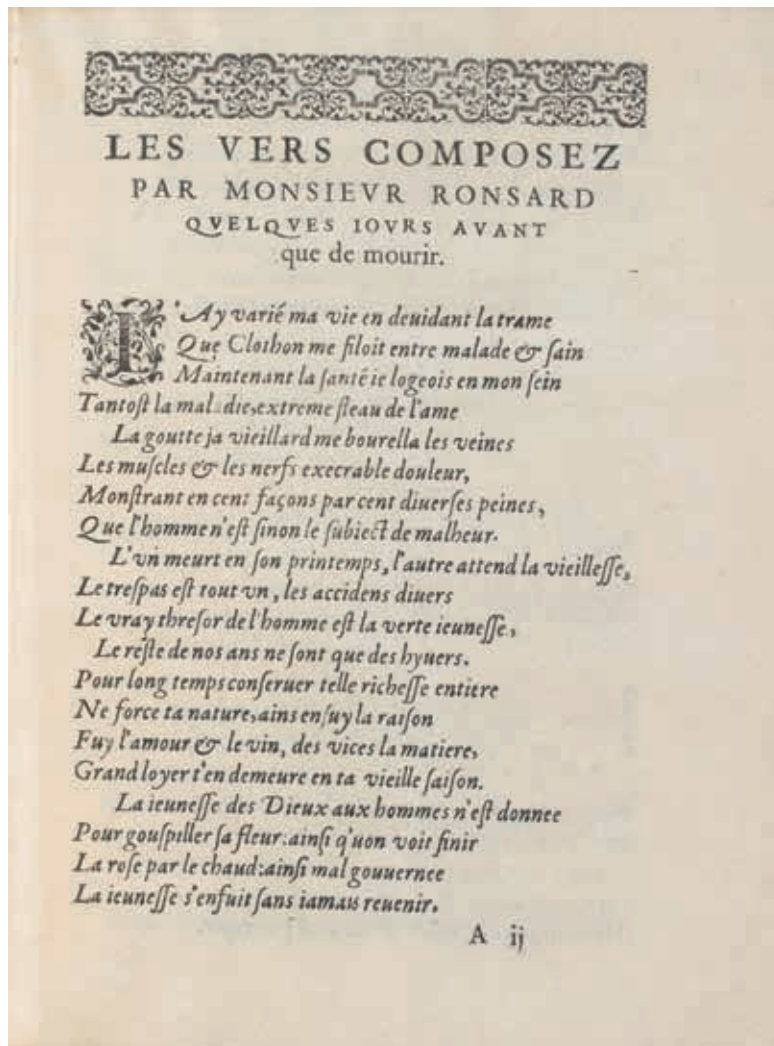 LES VERS COMPOSEZ
PAR MONSIEVR RONSARD
QVELQVES IOVRS AVANT
que de mourir.
I'Ay varié ma vie en deuidant la trame
Que Clothon me filoit entre malade & sain
Maintenant la santé ie logeois en mon sein
Tantost la maladie, extreme fleau de l'ame
La goutte ja vieillard me bourella les veines
Les muscles & les nerfs execrable douleur,
Monstrant en cent façons par cent diuerses peines,
Que l'homme n'est sinon le subiect de malheur.
L'vn meurt en son printemps, l'autre attend la vieillesse,
Le trespas est tout vn, les accidens diuers
Le vray thresor de l'homme est la verte ieunesse,
Le reste de nos ans ne sont que des hyuers.
Pour long temps conseruer telle richesse entiere
Ne force ta nature, ains ensuy la raison
Fuy l'amour & le vin, des vices la matiere,
Grand loyer t'en demeure en ta vieille saison.
La ieunesse des Dieux aux hommes n'est donnee
Pour gouspiller sa fleur: ainsi q'uon voit finir
La rose par le chaud: ainsi mal gouuernee
La ieunesse s'enfuit sans iamais reuenir.
A ij